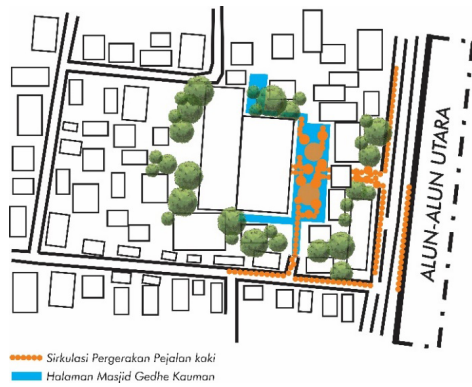 ALUN-ALUN UTARA
Sirkulasi Pergerakan Pejalan kaki
Halaman Masjid Gedhe Kauman